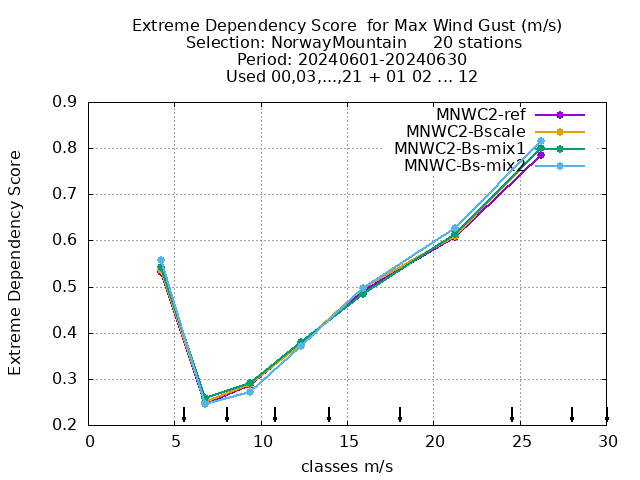 Extreme Dependency Score  for Max Wind Gust (m/s)
Selection: NorwayMountain     20 stations
Period: 20240601-20240630
Used 00,03,...,21 + 01 02 ... 12
MNWC2-ref
MNWC2-Bscale
MNWC2-Bs-mix1
MNWC-Bs-mix2
Extreme Dependency Score
0.9
0.8
0.7
0.6
0.5
0.4
0.3
0.2
0 5 10 15 20 25 30
classes m/s